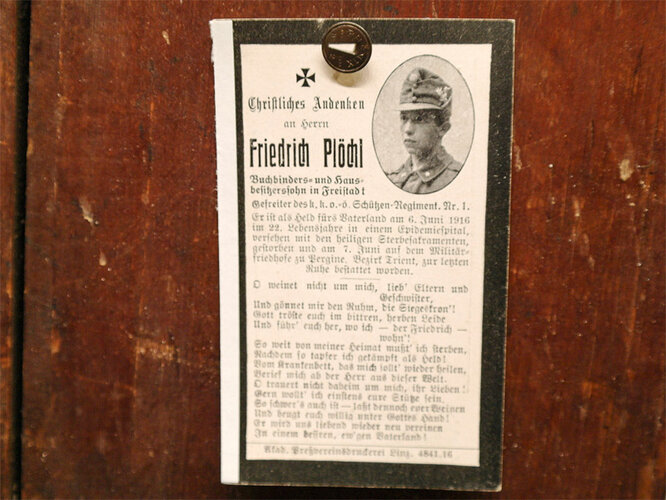 Christliches Andenken
an Herrn
Friedrich Plöchl
Buchbinders- und Haus-
besitzerssohn in Freistadt
Gefreiter des k. k. o.-ö. Schützen-Regiment. Nr. 1.
Er ist als Held fürs Vaterland am 6. Juni 1916
im 22. Lebensjahre in einem Epidemiespital,
versehen mit den heiligen Sterbesakramenten,
gestorben und am 7. Juni auf dem Militär-
friedhofe zu Pergine, Bezirk Trient, zur letzten
Ruhe bestattet worden.
O weinet nicht um mich, lieb' Eltern und
Geschwister,
Und gönnet mir den Ruhm, die Siegeskron'!
Gott tröste euch im bittren, herben Leide
Und führ' euch her, wo ich — der Friedrich —
wohn'!
So weit von meiner Heimat mußt' ich sterben,
Nachdem so tapfer ich gekämpft als Held!
Vom Krankenbett, das mich sollt' wieder heilen,
Berief mich ab der Herr aus dieser Welt.
O trauert nicht daheim um mich, ihr Lieben!
Gern wollt' ich einstens eure Stütze sein.
So schwer's auch ist — laßt dennoch euer Weinen
Und beugt euch willig unter Gottes Hand!
Er wird uns liebend wieder neu vereinen
In einem bessren, ew'gen Vaterland!
Akad. Preßvereinsdruckerei Linz. 4841.16